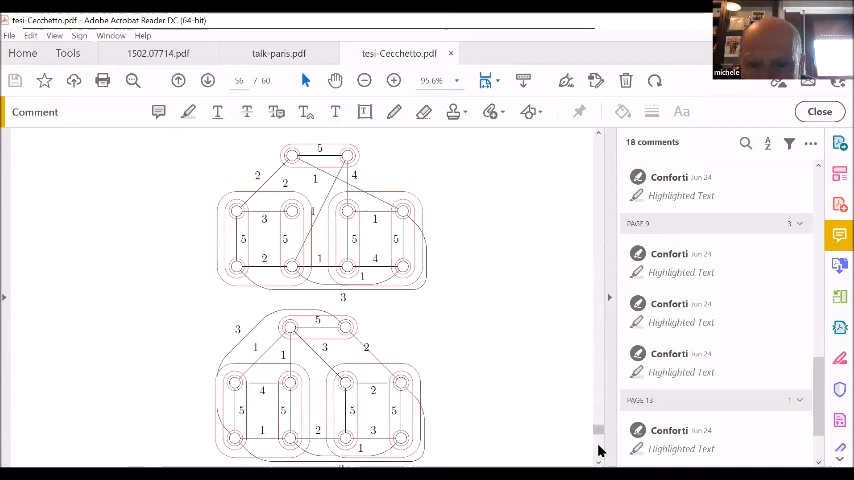 tesi-Cecchetto.pdf - Adobe Acrobat Reader DC (64-bit)
File Edit View Sign Window Help
Home Tools 1502.07714.pdf talk-paris.pdf tesi-Cecchetto.pdf ×
56 / 60 95.6%
michele
Comment Aa Close
18 comments
Conforti Jun 24
Highlighted Text
PAGE 9 3
Conforti Jun 24
Highlighted Text
Conforti Jun 24
Highlighted Text
Conforti Jun 24
Highlighted Text
PAGE 13 1
Conforti Jun 24
Highlighted Text
5
2 2 1 4
3 1 1
5 5 5 5
2 1 4
1
3
5
3 1 1 3 2
4 2
5 5 5 5
1 2 3
1